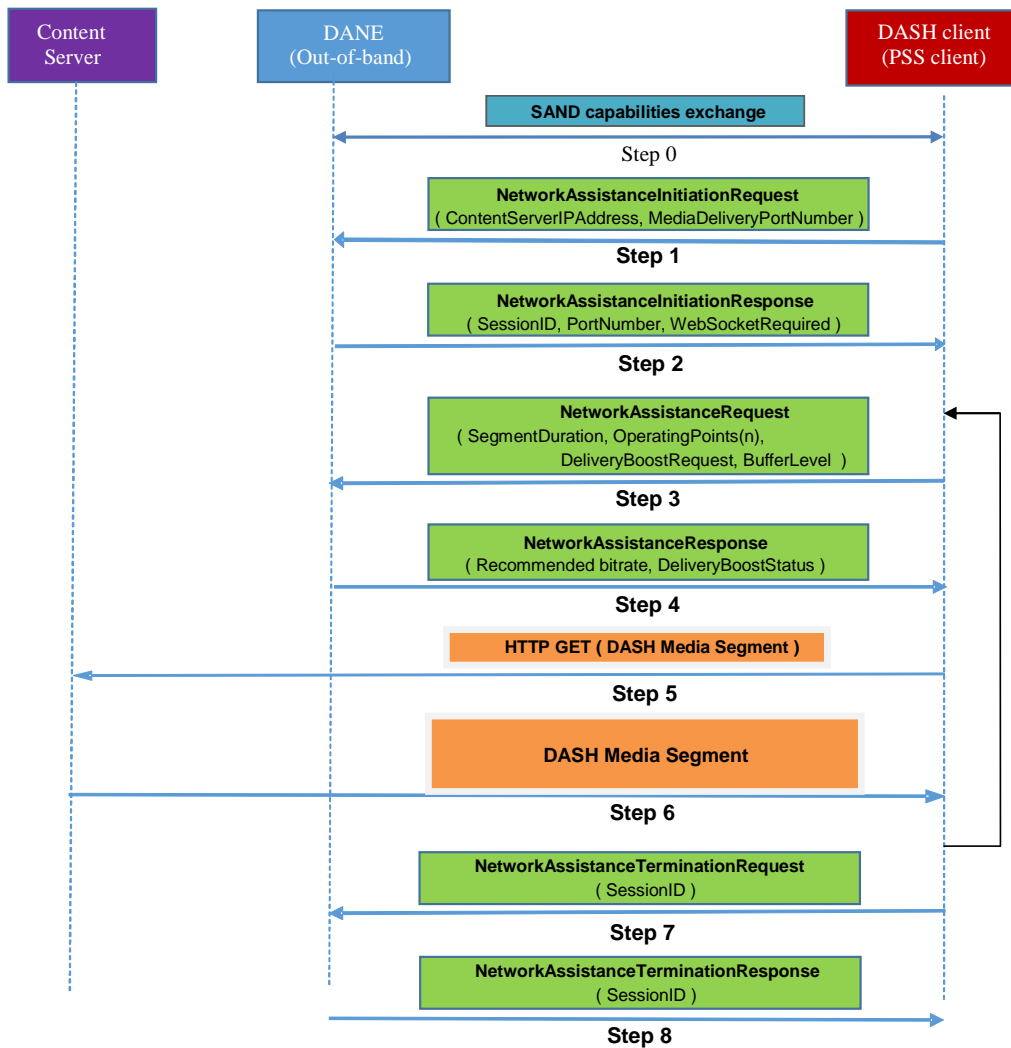 Content
Server
DANE
(Out-of-band)
DASH client
(PSS client)
SAND capabilities exchange
Step 0
NetworkAssistanceInitiationRequest
( ContentServerIPAddress, MediaDeliveryPortNumber )
Step 1
NetworkAssistanceInitiationResponse
( SessionID, PortNumber, WebSocketRequired )
Step 2
NetworkAssistanceRequest
( SegmentDuration, OperatingPoints(n),
DeliveryBoostRequest, BufferLevel )
Step 3
NetworkAssistanceResponse
( Recommended bitrate, DeliveryBoostStatus )
Step 4
HTTP GET ( DASH Media Segment )
Step 5
DASH Media Segment
Step 6
NetworkAssistanceTerminationRequest
( SessionID )
Step 7
NetworkAssistanceTerminationResponse
( SessionID )
Step 8